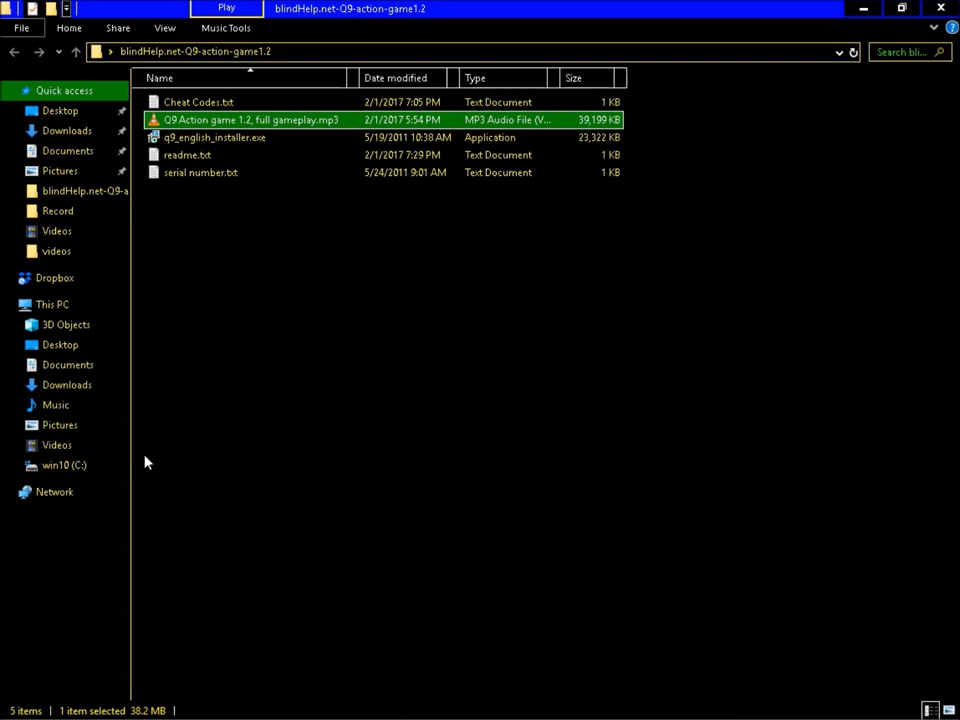 Play
blindHelp.net-Q9-action-game1.2
File
Home
Share
View
Music Tools
blindHelp.net-Q9-action-game1.2
Search bli...
Name
Date modified
Type
Size
Cheat Codes.txt 2/1/2017 7:05 PM Text Document 1 KB
Q9 Action game 1.2, full gameplay.mp3 2/1/2017 5:54 PM MP3 Audio File (V... 39,199 KB
q9_english_installer.exe 5/19/2011 10:38 AM Application 23,322 KB
readme.txt 2/1/2017 7:29 PM Text Document 1 KB
serial number.txt 5/24/2011 9:01 AM Text Document 1 KB
Quick access
Desktop
Downloads
Documents
Pictures
blindHelp.net-Q9-a
Record
Videos
videos
Dropbox
This PC
3D Objects
Desktop
Documents
Downloads
Music
Pictures
Videos
win10 (C:)
Network
5 items
1 item selected 38.2 MB